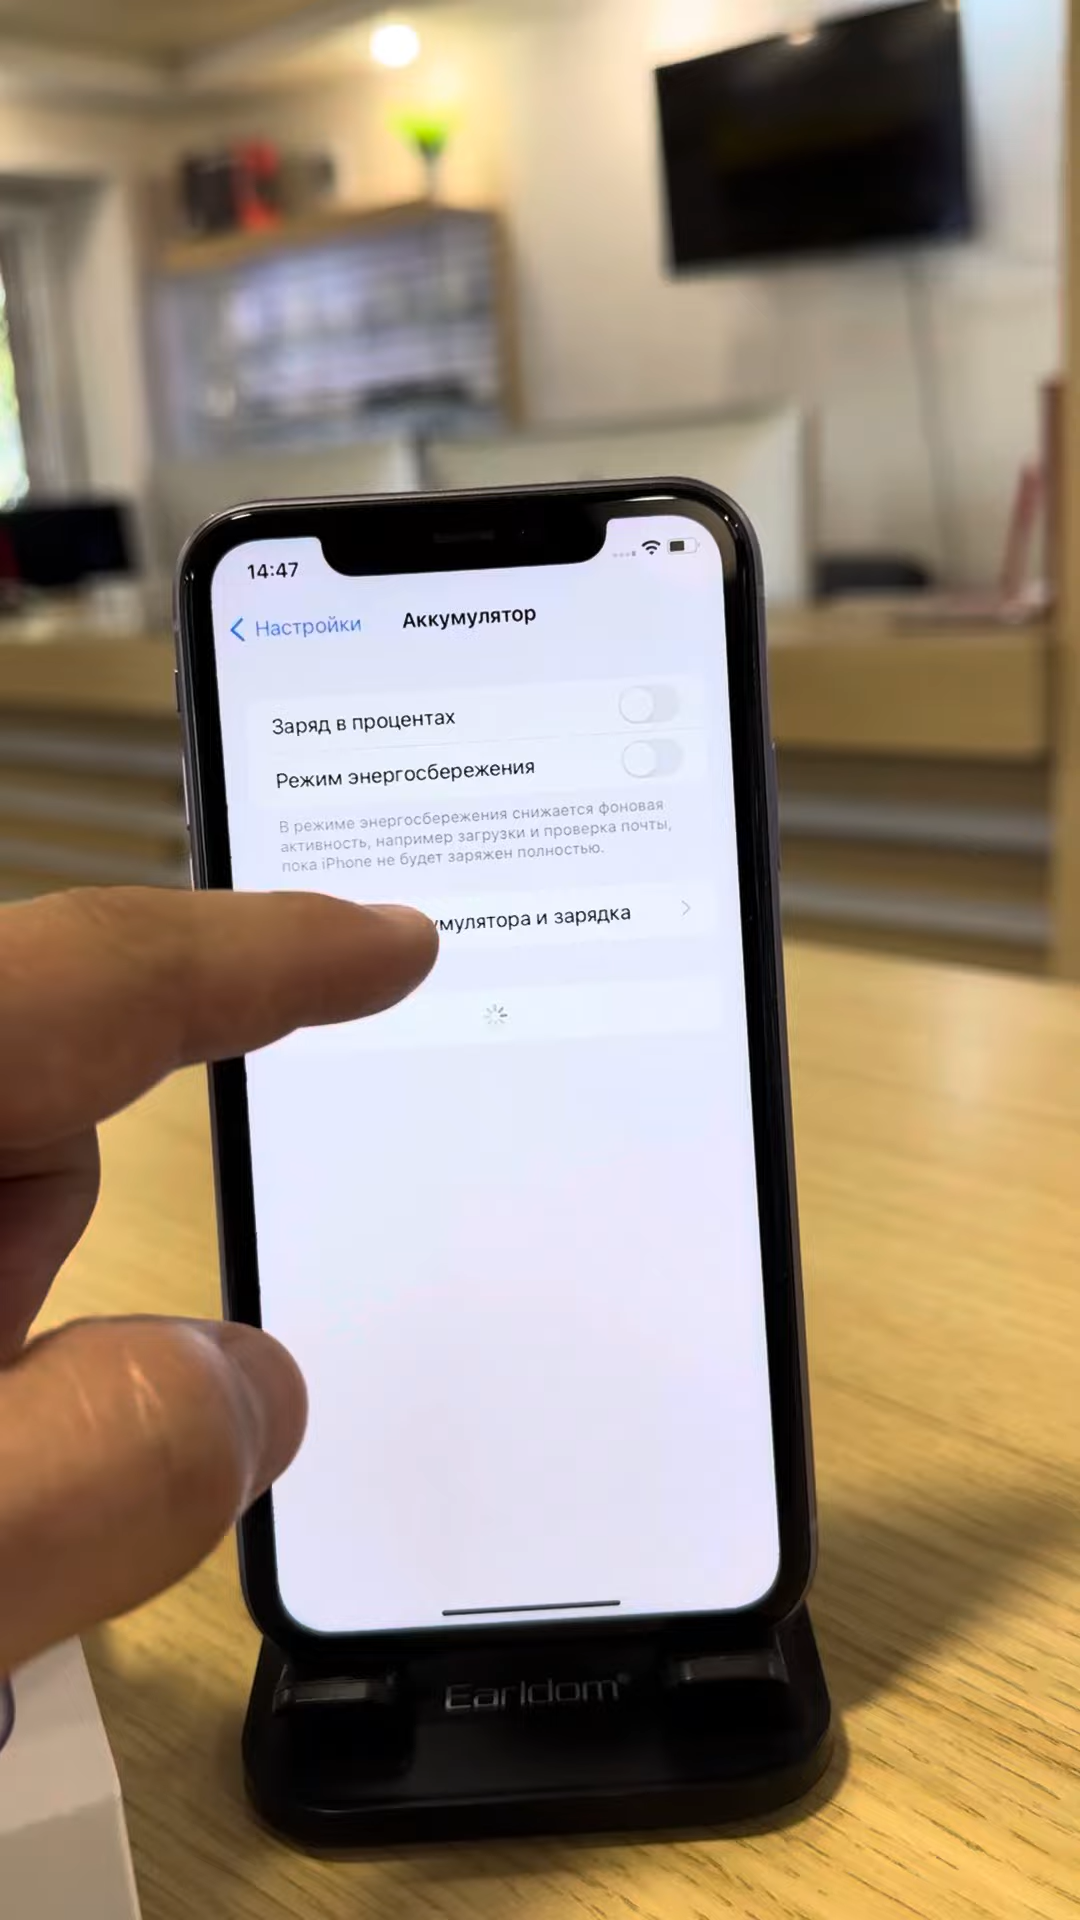 14:47
Настройки
Аккумулятор
Заряд в процентах
Режим энергосбережения
В режиме энергосбережения снижается фоновая
активность, например загрузки и проверка почты,
пока iPhone не будет заряжен полностью.
умулятора и зарядка
Earldom